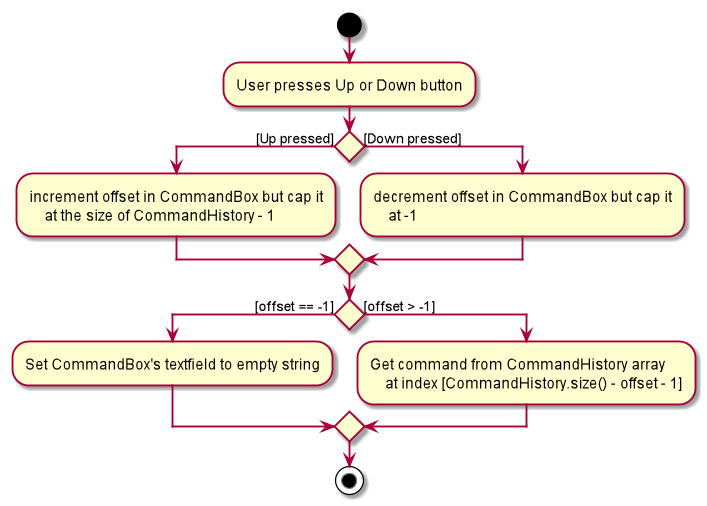 User presses Up or Down button
[Up pressed]
[Down pressed]
increment offset in CommandBox but cap it
at the size of CommandHistory - 1
decrement offset in CommandBox but cap it
at -1
[offset == -1]
[offset > -1]
Set CommandBox's textfield to empty string
Get command from CommandHistory array
at index [CommandHistory.size() - offset - 1]